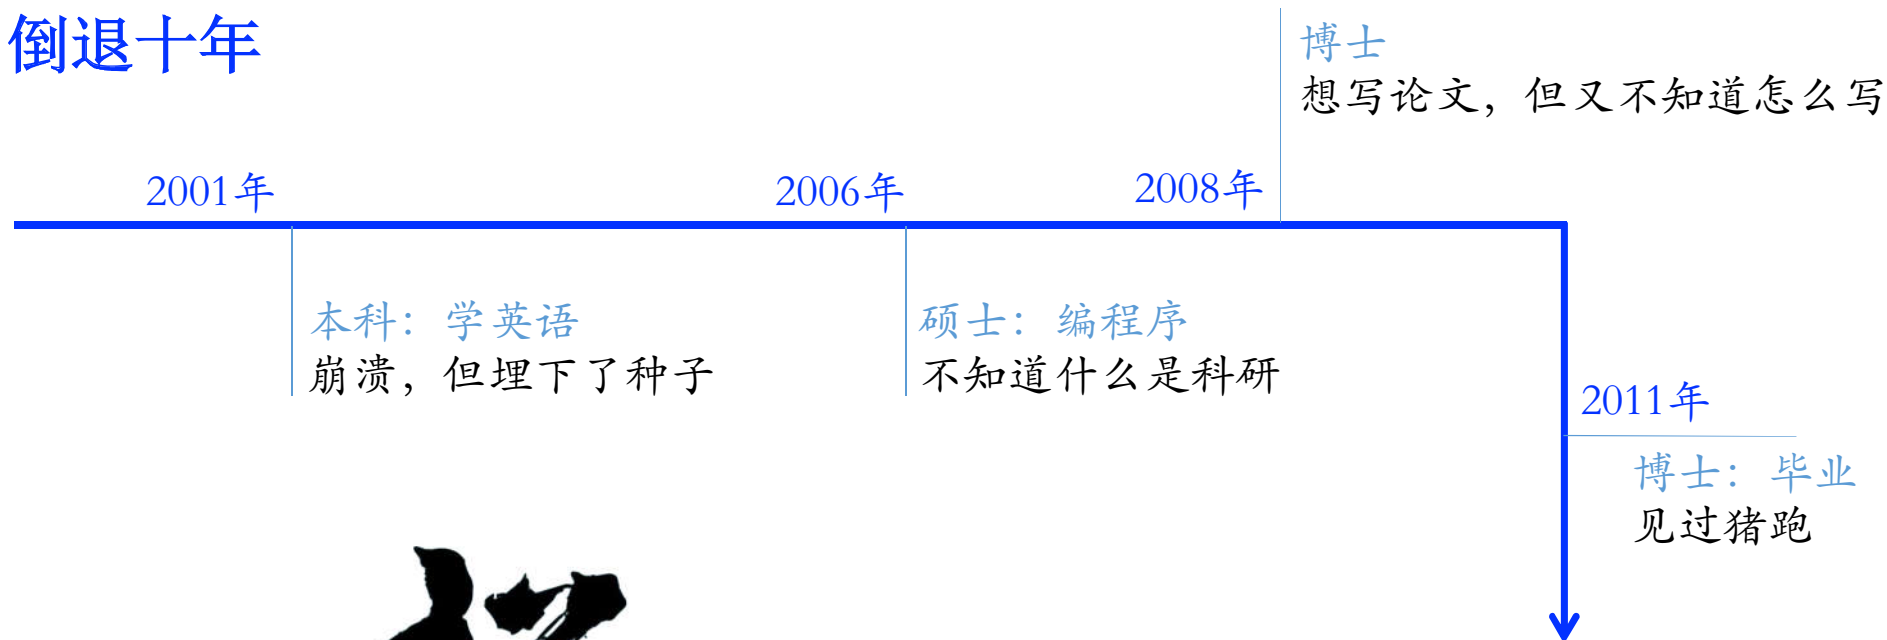 倒退十年
博士
想写论文，但又不知道怎么写
2001年
2006年
2008年
本科：学英语
崩溃，但埋下了种子
硕士：编程序
不知道什么是科研
2011年
博士：毕业
见过猪跑